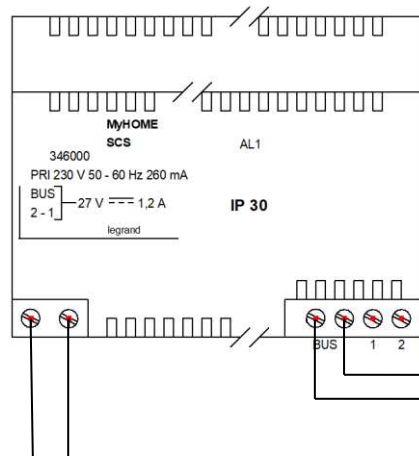 MyHOME
SCS
AL1
346000
PRI 230 V 50 - 60 Hz 260 mA
BUS
2 - 1
27 V 1,2 A
IP 30
legrand
BUS 1 2